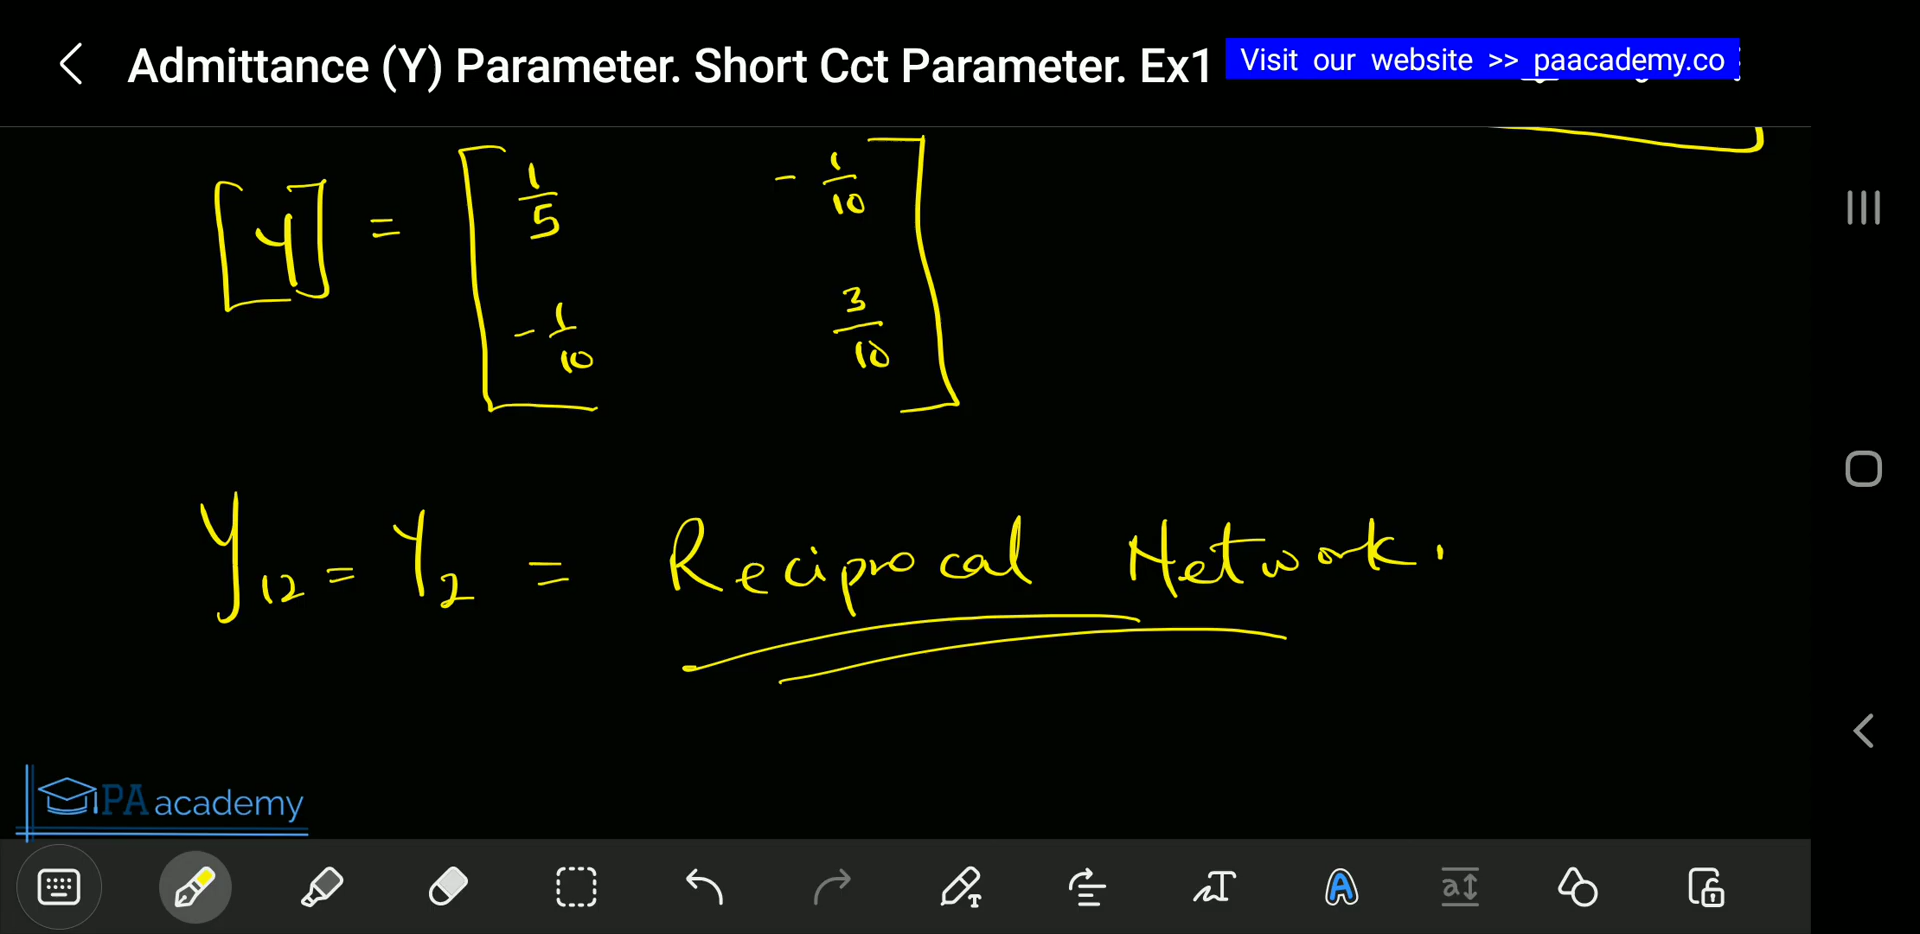 Admittance (Y) Parameter. Short Cct Parameter. Ex1
Visit our website >> paacademy.co
[y] = [ 1/5 - 1/10
- 1/10 3/10 ]
y12 = Y2 = Reciprocal Network.
PA academy